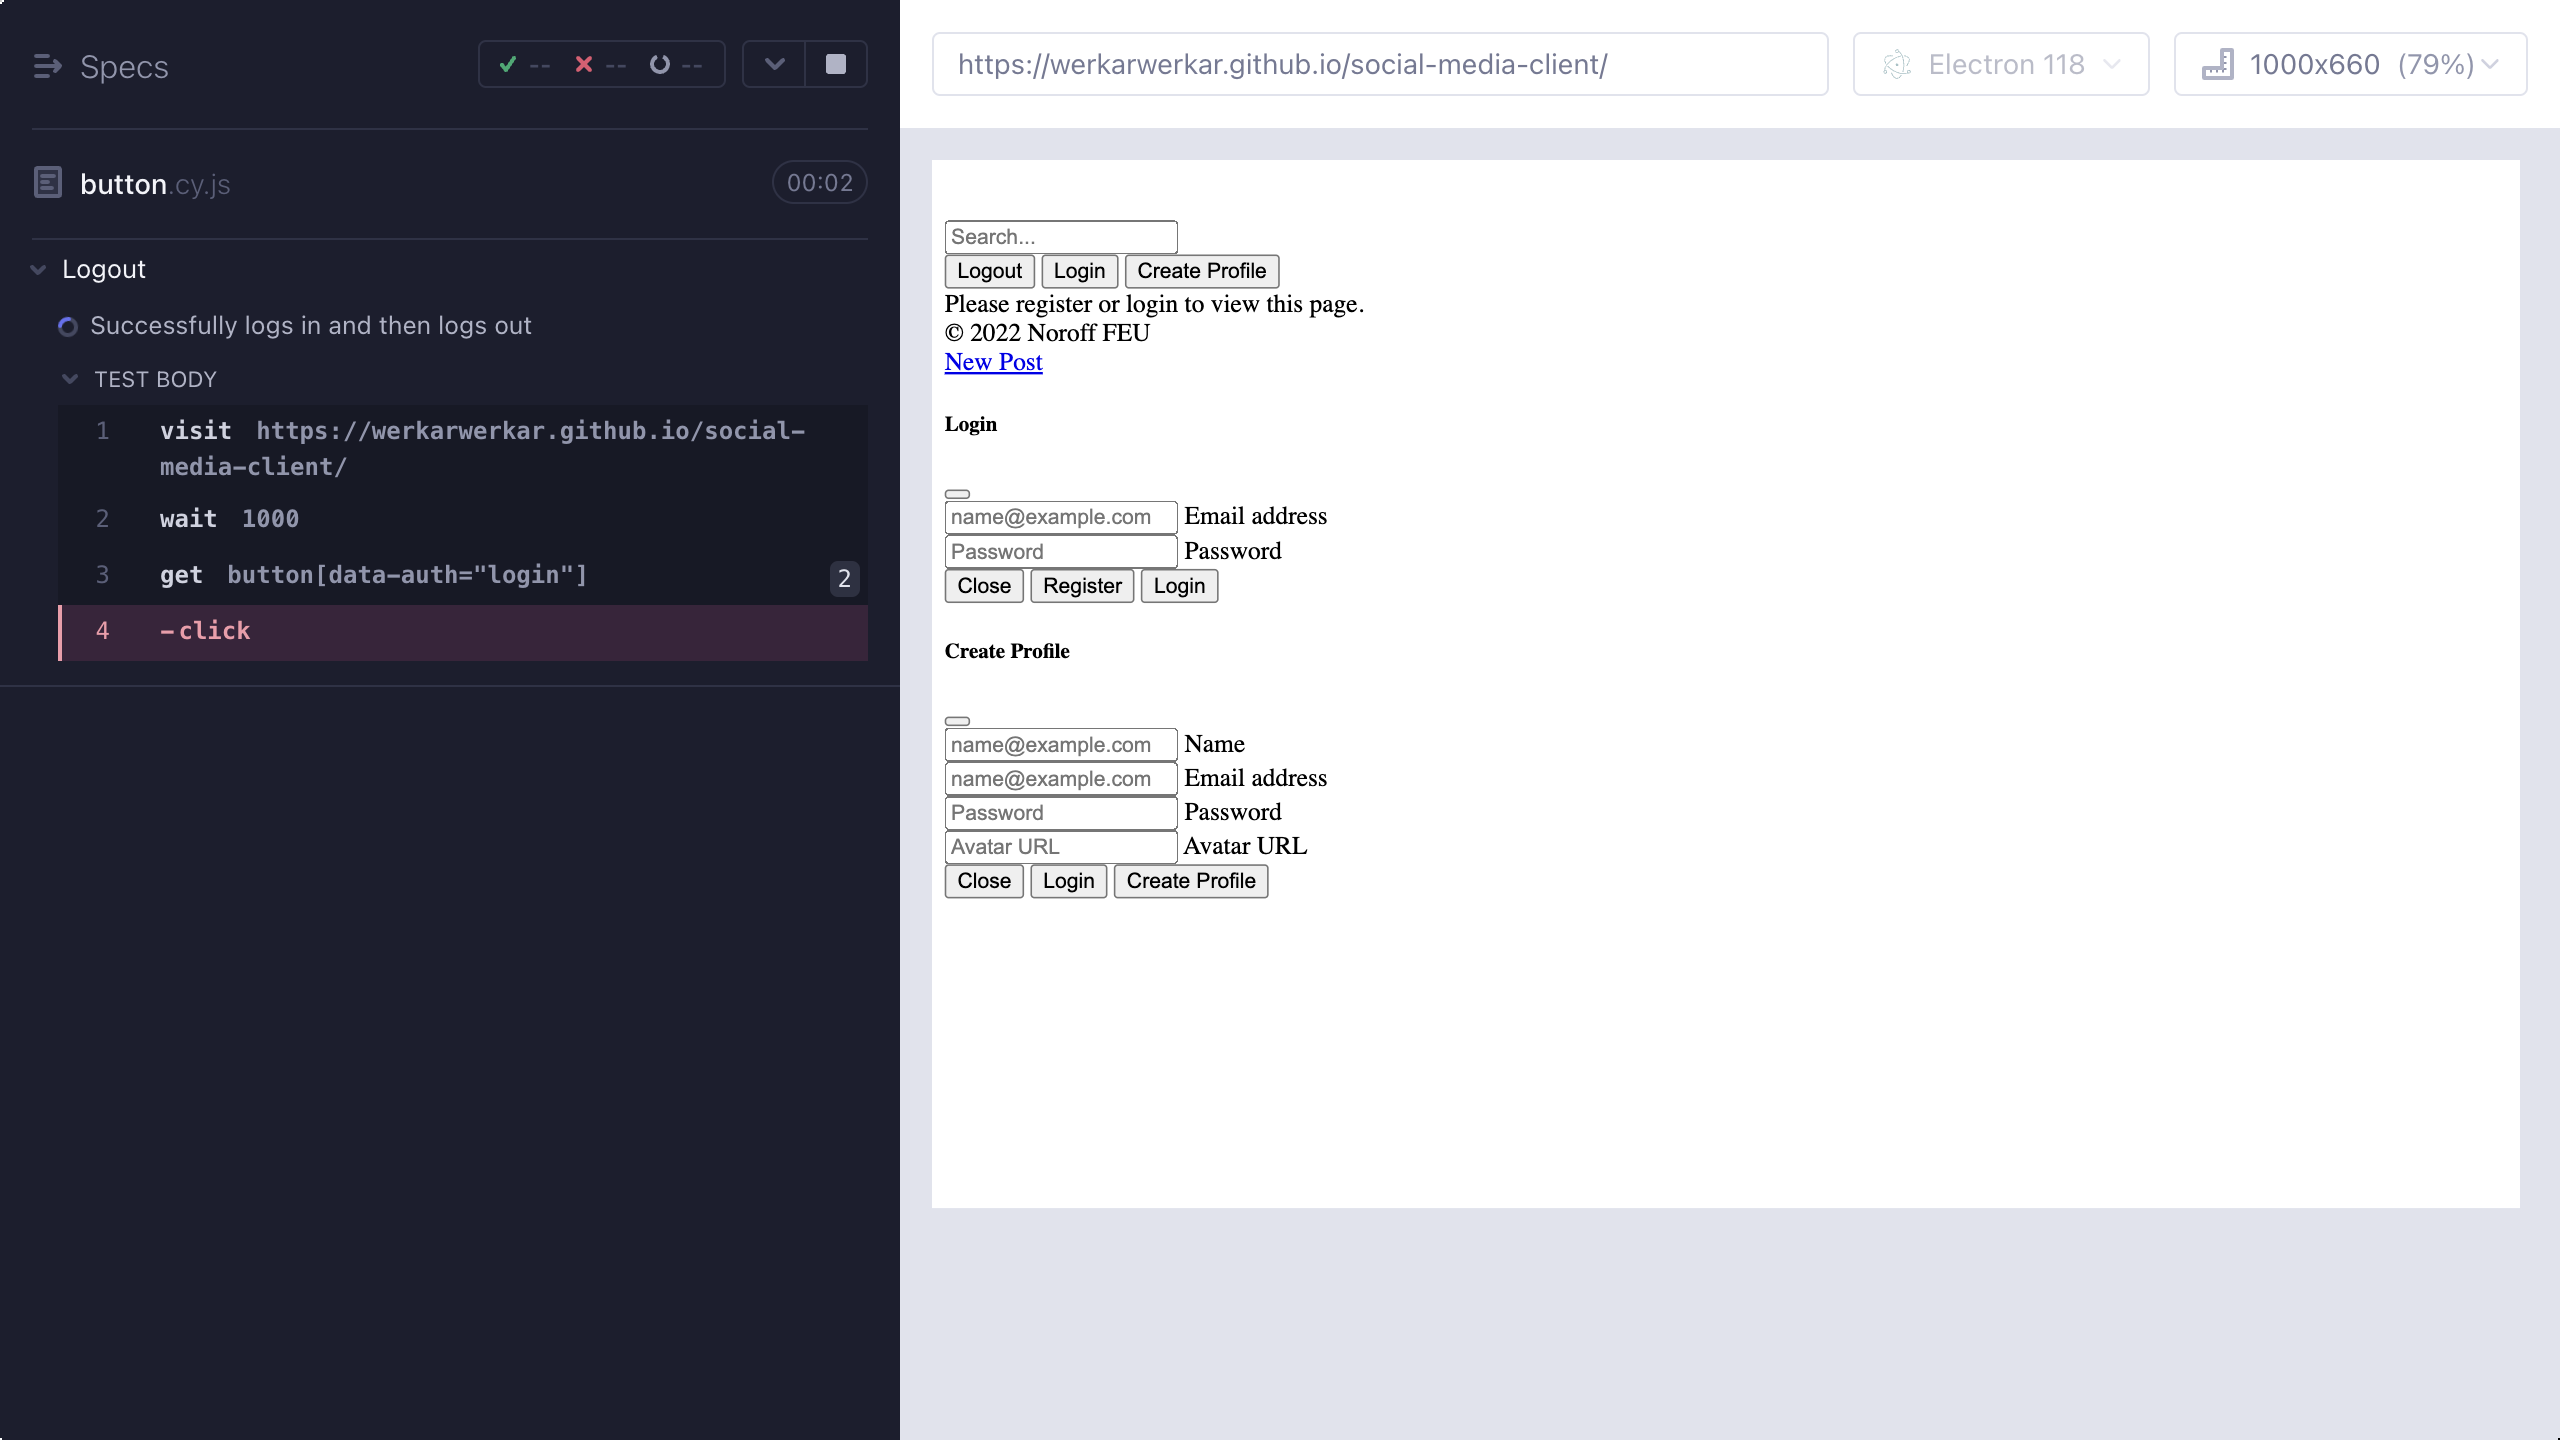 Specs
-- -- --
button.cy.js 00:02
Logout
Successfully logs in and then logs out
TEST BODY
1 visit https://werkarwerkar.github.io/social-
media-client/
2 wait 1000
3 get button[data-auth="login"] 2
4 -click
https://werkarwerkar.github.io/social-media-client/ Electron 118 1000x660 (79%)
Search...
Logout Login Create Profile
Please register or login to view this page.
© 2022 Noroff FEU
New Post
Login
name@example.com Email address
Password Password
Close Register Login
Create Profile
name@example.com Name
name@example.com Email address
Password Password
Avatar URL Avatar URL
Close Login Create Profile